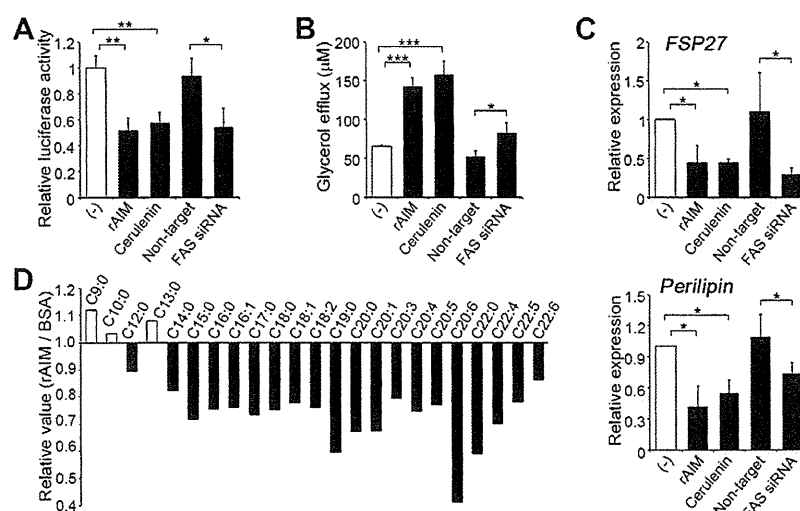 A
Relative luciferase activity
1.2
1
0.8
0.6
0.4
0.2
0
**
**
*
(-)
rAIM
Cerulenin
Non-target
FAS siRNA
B
Glycerol efflux (μM)
200
150
100
50
0
***
***
*
(-)
rAIM
Cerulenin
Non-target
FAS siRNA
C
FSP27
Relative expression
2
1.5
1
0.5
0
*
*
*
(-)
rAIM
Cerulenin
Non-target
FAS siRNA
Perilipin
Relative expression
1.5
1.2
0.9
0.6
0.3
0
*
*
*
(-)
rAIM
Cerulenin
Non-target
FAS siRNA
D
Relative value (rAIM / BSA)
1.2
1.1
1.0
0.9
0.8
0.7
0.6
0.5
0.4
C9:0
C10:0
C12:0
C13:0
C14:0
C15:0
C16:0
C16:1
C17:0
C18:0
C18:1
C18:2
C19:0
C20:0
C20:1
C20:3
C20:4
C20:5
C20:6
C22:0
C22:4
C22:5
C22:6